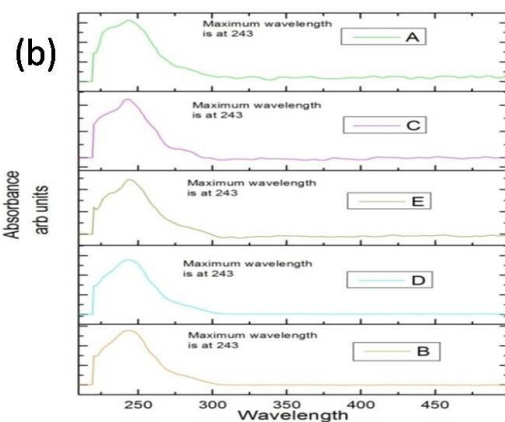 (b)
Maximum wavelength
is at 243
A
Maximum wavelength
is at 243
C
Maximum wavelength
is at 243
E
Maximum wavelength
is at 243
D
Maximum wavelength
is at 243
B
Absorbance
arb units
250
300
350
400
450
Wavelength